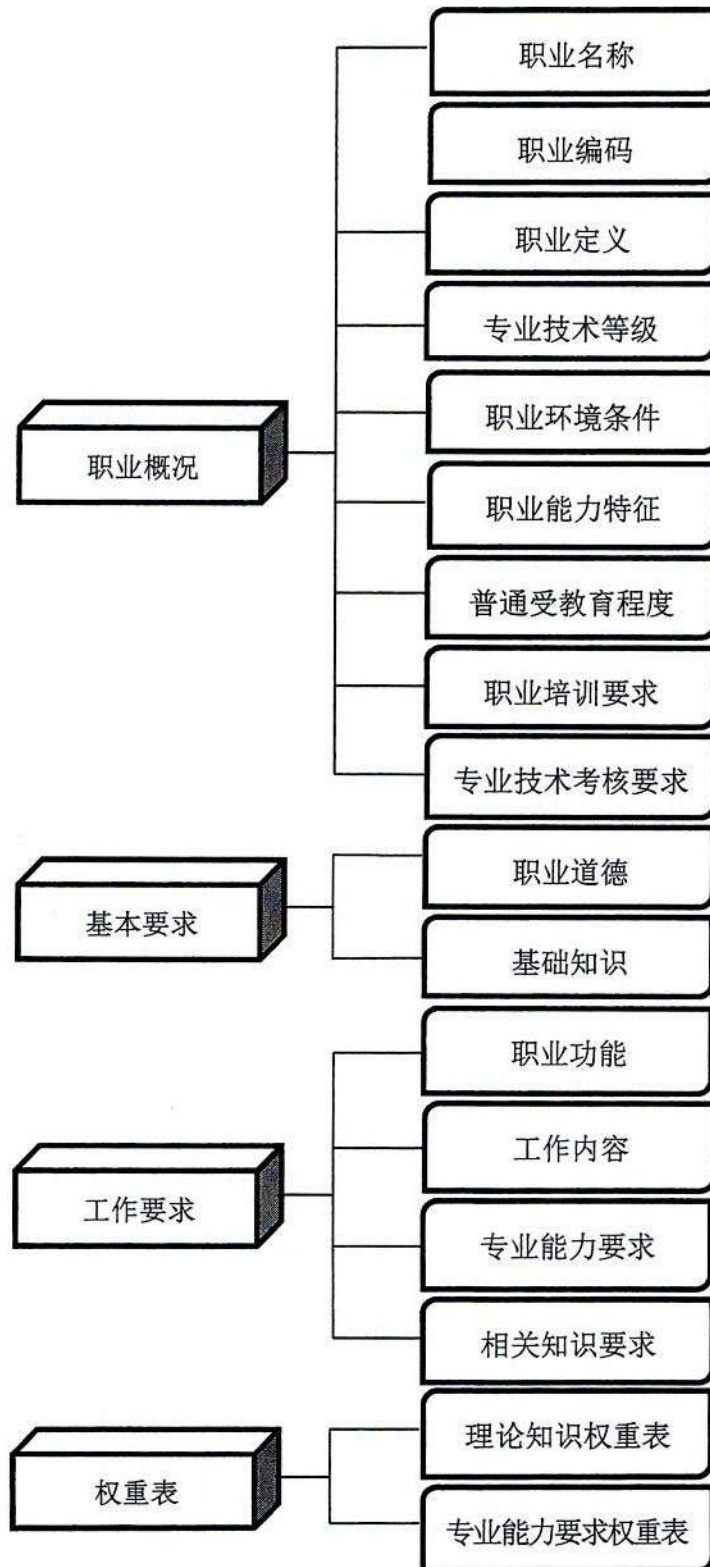 职业概况
职业名称
职业编码
职业定义
专业技术等级
职业环境条件
职业能力特征
普通受教育程度
职业培训要求
专业技术考核要求
基本要求
职业道德
基础知识
工作要求
职业功能
工作内容
专业能力要求
相关知识要求
权重表
理论知识权重表
专业能力要求权重表